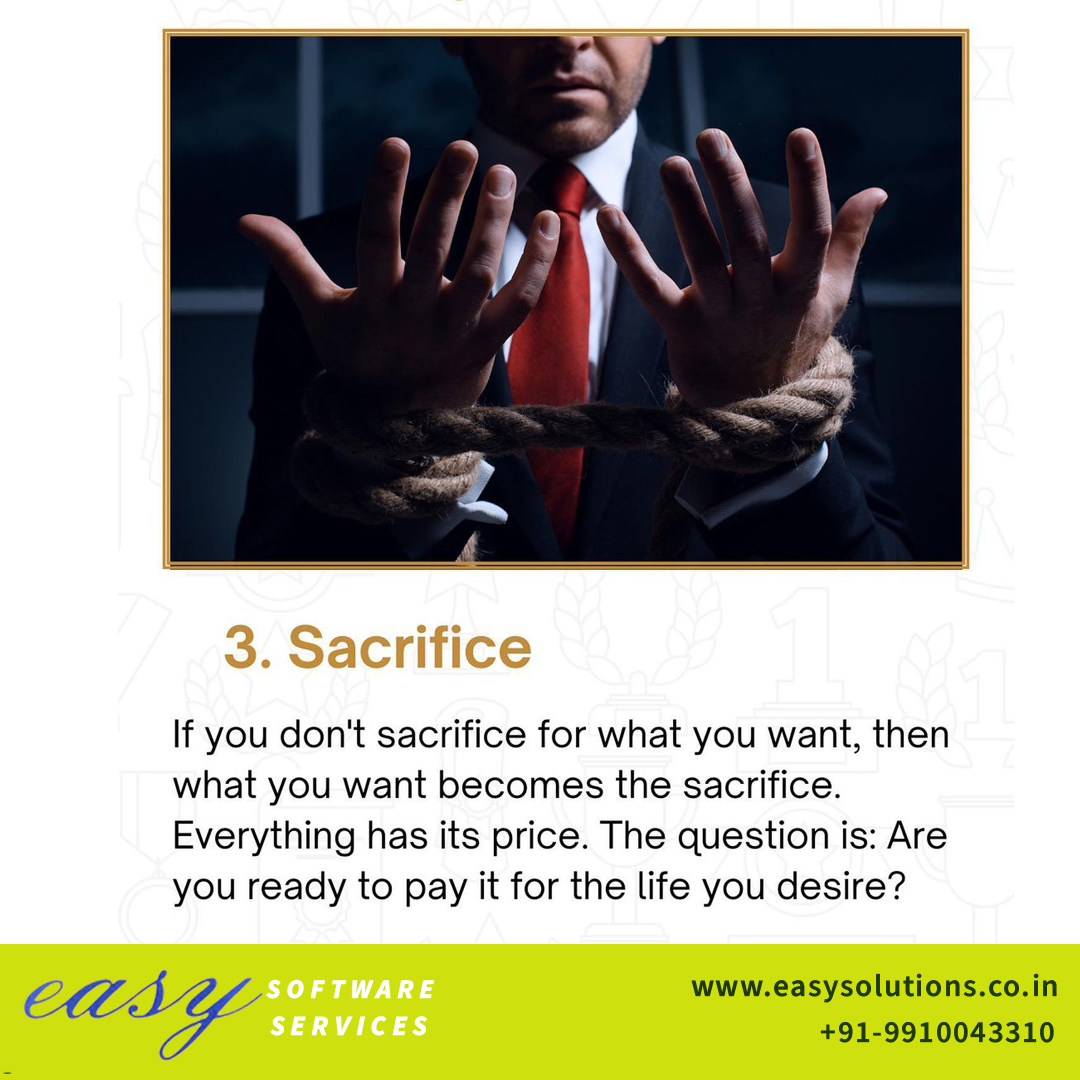 3. Sacrifice
If you don't sacrifice for what you want, then
what you want becomes the sacrifice.
Everything has its price. The question is: Are
you ready to pay it for the life you desire?
easy SOFTWARE
SERVICES
www.easysolutions.co.in
+91-9910043310